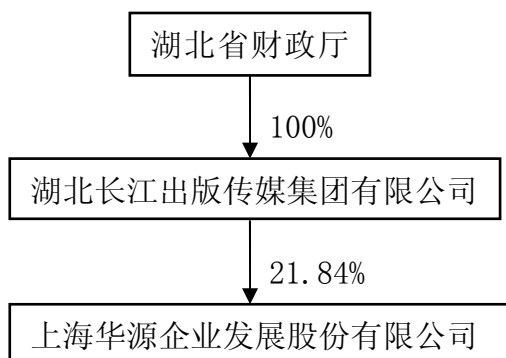 湖北省财政厅
100%
湖北长江出版传媒集团有限公司
21.84%
上海华源企业发展股份有限公司